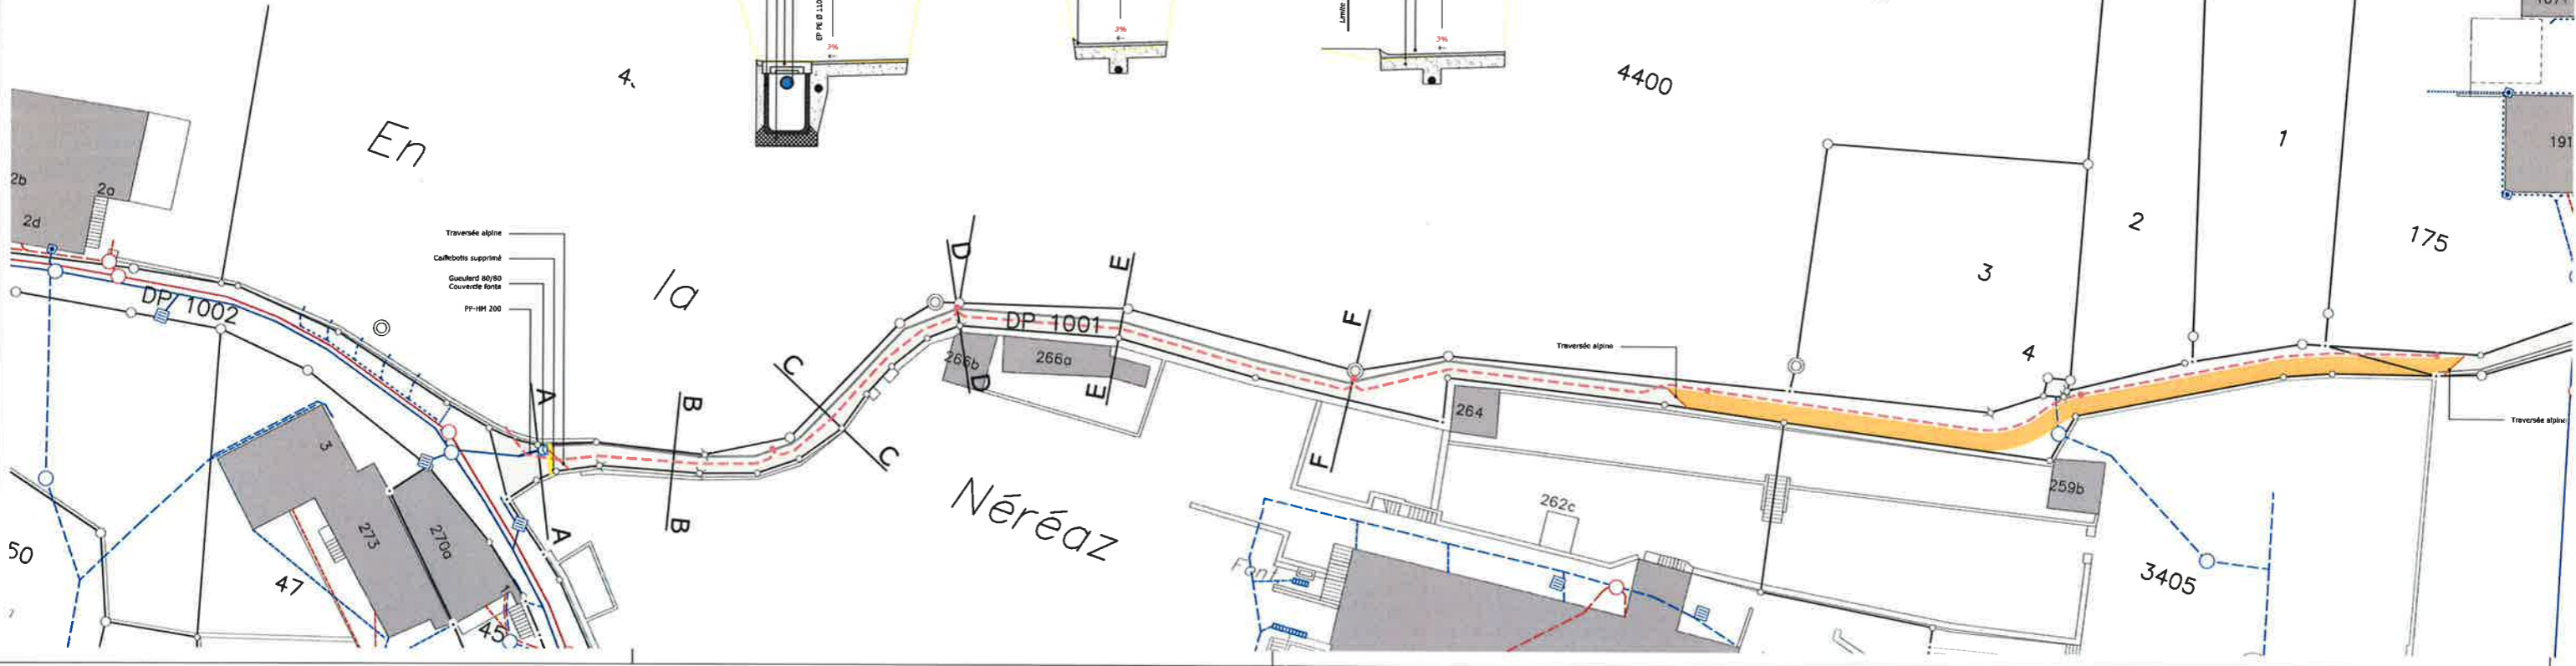 EP PE Ø 110
3%
3%
Limite
3%
4400
En
la
Néréaz
2b
2a
2d
DP 1002
Traversée alpine
Caillebotis supprimé
Gueulard 80/80
Couvercle fonte
PP-HM 200
A
A
B
B
C
C
D
D
E
E
F
F
DP 1001
266b
266a
264
Traversée alpine
3
4
2
1
175
191
Traversée alpine
259b
262c
3405
3
273
270a
47
45
50